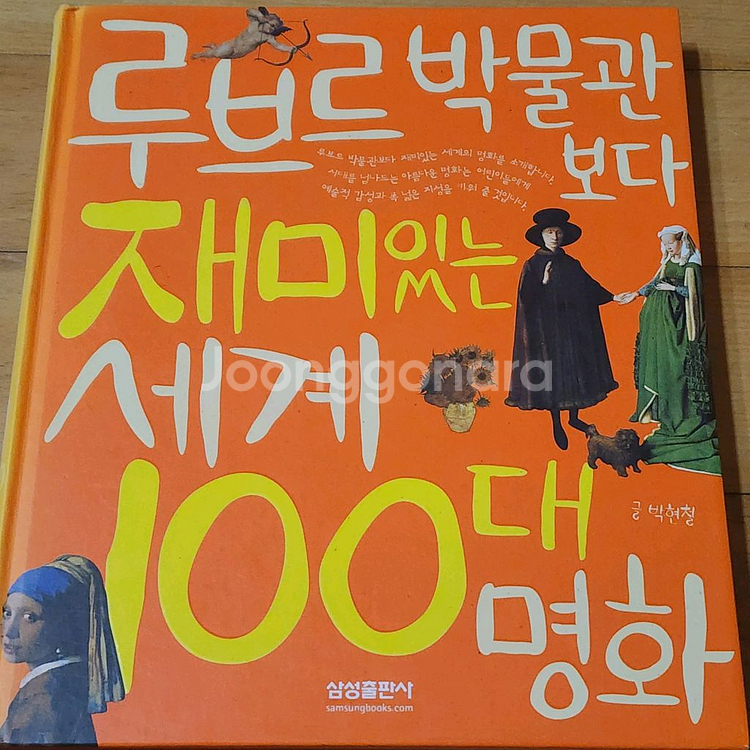 루브르 박물관
보다
루브르 박물관보다 재미있는 세계의 명화를 소개합니다.
시대를 넘나드는 아름다운 명화는 어린이들에게
예술적 감성과 폭 넓은 지성을 키워 줄 것입니다.
재미있는
세계
Joonggonara
100대
글 박현철
명화
삼성출판사
samsungbooks.com